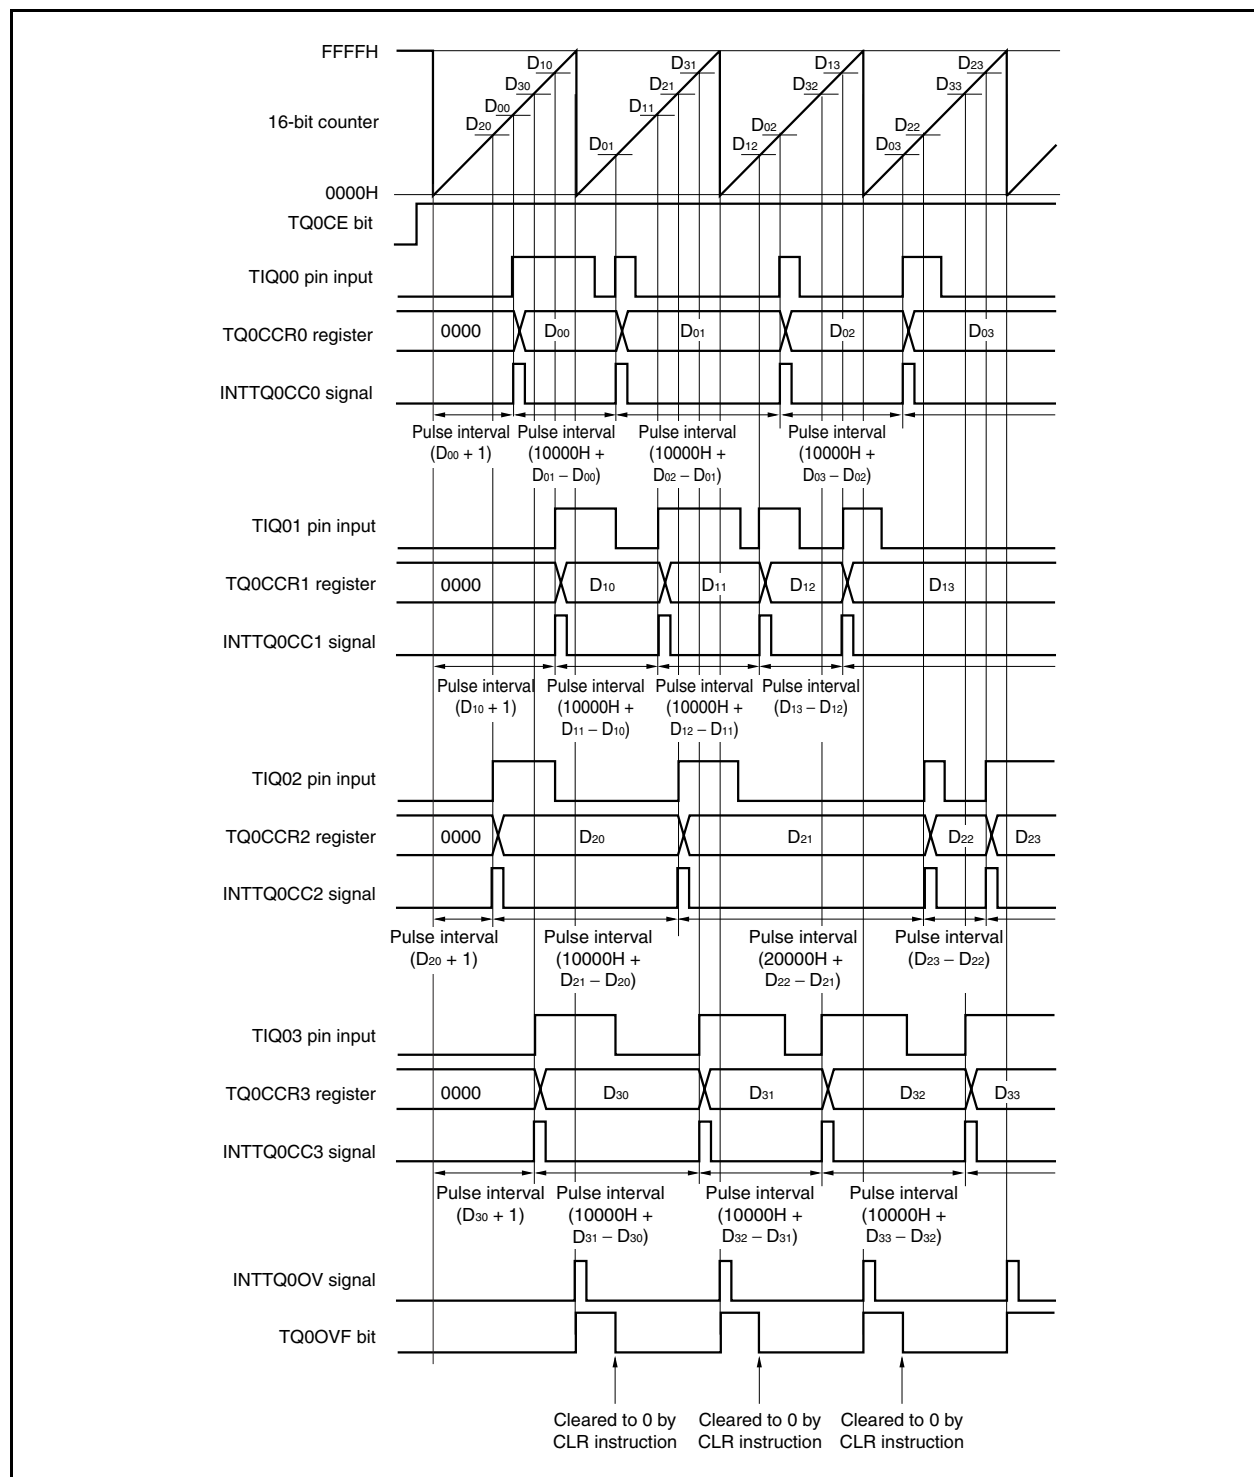 FFFFH
D10 D31 D13 D23
D30 D21 D32 D33
D00 D11
16-bit counter
D20 D02 D22
D01 D12 D03
0000H
TQ0CE bit
TIQ00 pin input
TQ0CCR0 register 0000 D00 D01 D02 D03
INTTQ0CC0 signal
Pulse interval Pulse interval Pulse interval Pulse interval
(D00 + 1) (10000H + (10000H + (10000H +
D01 − D00) D02 − D01) D03 − D02)
TIQ01 pin input
TQ0CCR1 register 0000 D10 D11 D12 D13
INTTQ0CC1 signal
Pulse interval Pulse interval Pulse interval Pulse interval
(D10 + 1) (10000H + (10000H + (D13 − D12)
D11 − D10) D12 − D11)
TIQ02 pin input
TQ0CCR2 register 0000 D20 D21 D22 D23
INTTQ0CC2 signal
Pulse interval Pulse interval Pulse interval Pulse interval
(D20 + 1) (10000H + (20000H + (D23 − D22)
D21 − D20) D22 − D21)
TIQ03 pin input
TQ0CCR3 register 0000 D30 D31 D32 D33
INTTQ0CC3 signal
Pulse interval Pulse interval Pulse interval Pulse interval
(D30 + 1) (10000H + (10000H + (10000H +
D31 − D30) D32 − D31) D33 − D32)
INTTQ0OV signal
TQ0OVF bit
Cleared to 0 by Cleared to 0 by Cleared to 0 by
CLR instruction CLR instruction CLR instruction